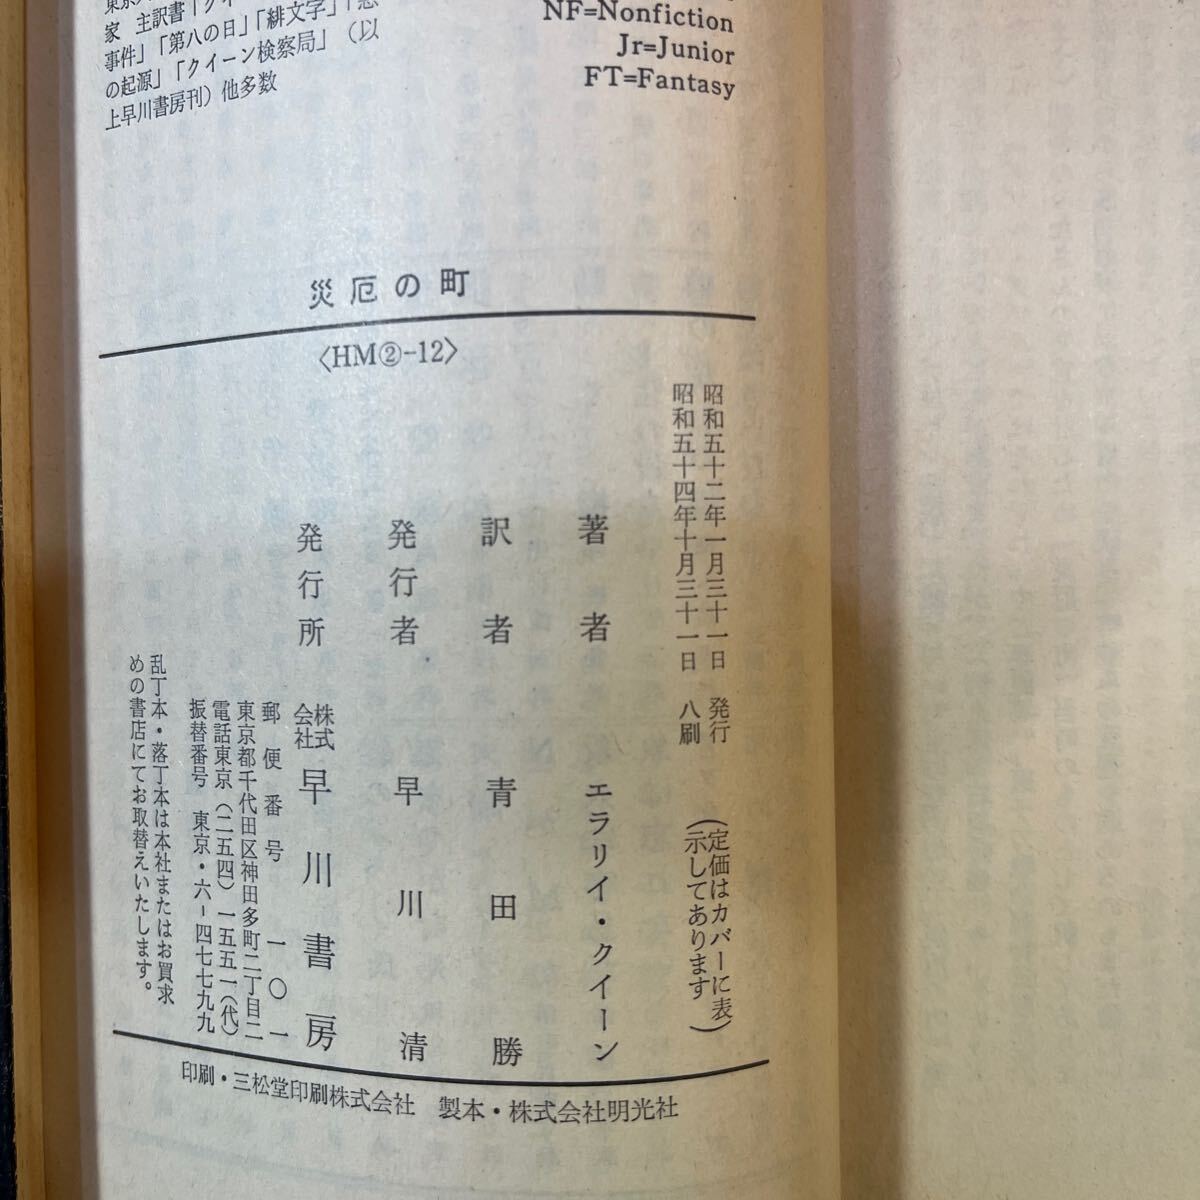 家 主訳書「クイ
事件」「第八の日」「緋文字」「悪
の起源」「クイーン検察局」（以
上早川書房刊）他多数
NF=Nonfiction
Jr=Junior
FT=Fantasy
災厄の町
〈HM②-12〉
昭和五十二年一月三十一日 発行
昭和五十四年十月三十一日 八刷
（定価はカバーに表
示してあります）
著者 エラリイ・クイーン
訳者 青田勝
発行者 早川清
発行所 株式会社 早川書房
郵便番号 一〇一
東京都千代田区神田多町二丁目二
電話東京（二五四）一五五一（代）
振替番号 東京・六-四七七九九
乱丁本・落丁本は本社またはお買求
めの書店にてお取替えいたします。
印刷・三松堂印刷株式会社 製本・株式会社明光社